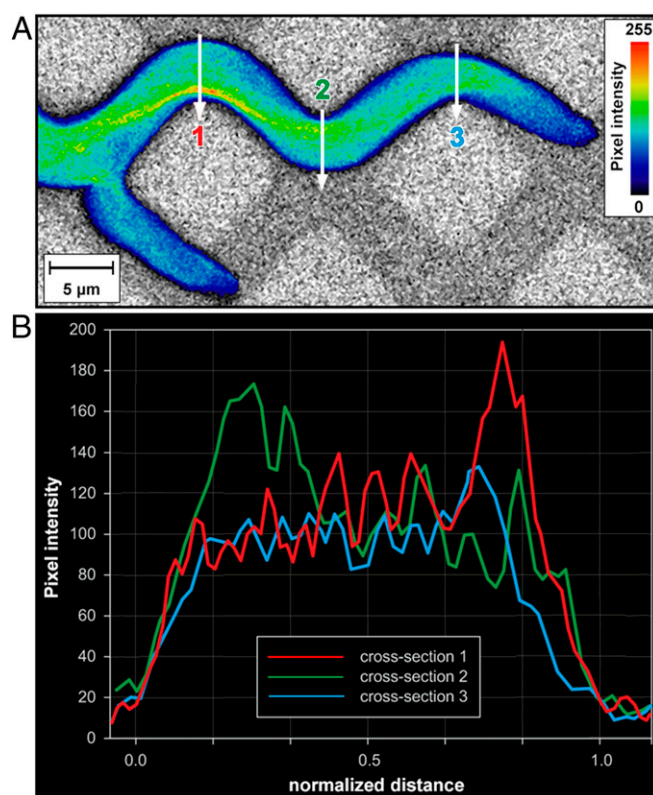 A
255
Pixel intensity
0
2
1
3
5 µm
B
200
180
160
140
120
100
80
60
40
20
0
Pixel intensity
cross-section 1
cross-section 2
cross-section 3
0.0
0.5
1.0
normalized distance